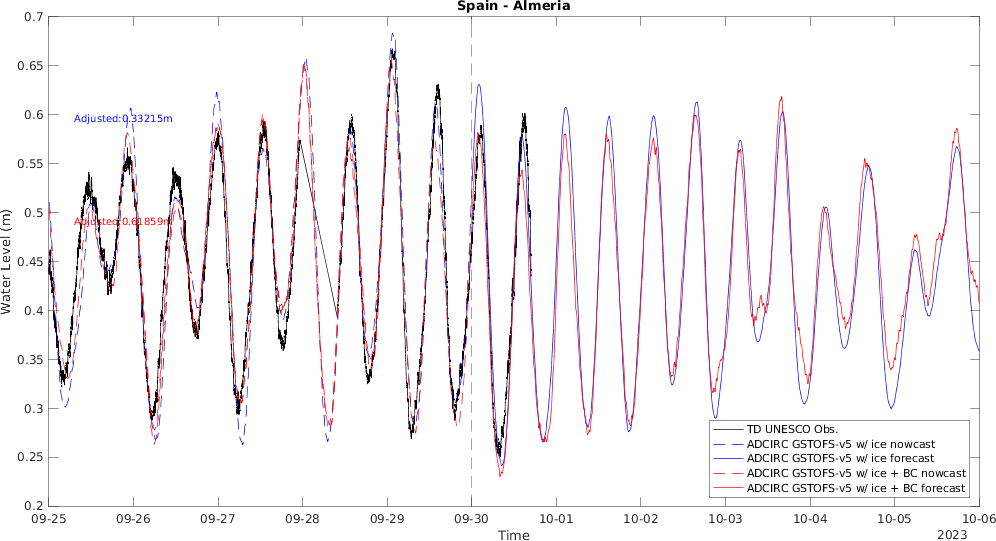 Spain - Almeria
0.7
0.65
0.6
0.55
0.5
0.45
0.4
0.35
0.3
0.25
0.2
Water Level (m)
Adjusted:0.33215m
Adjusted:0.61859m
TD UNESCO Obs.
ADCIRC GSTOFS-v5 w/ ice nowcast
ADCIRC GSTOFS-v5 w/ ice forecast
ADCIRC GSTOFS-v5 w/ ice + BC nowcast
ADCIRC GSTOFS-v5 w/ ice + BC forecast
09-25 09-26 09-27 09-28 09-29 09-30 10-01 10-02 10-03 10-04 10-05 10-06
Time
2023